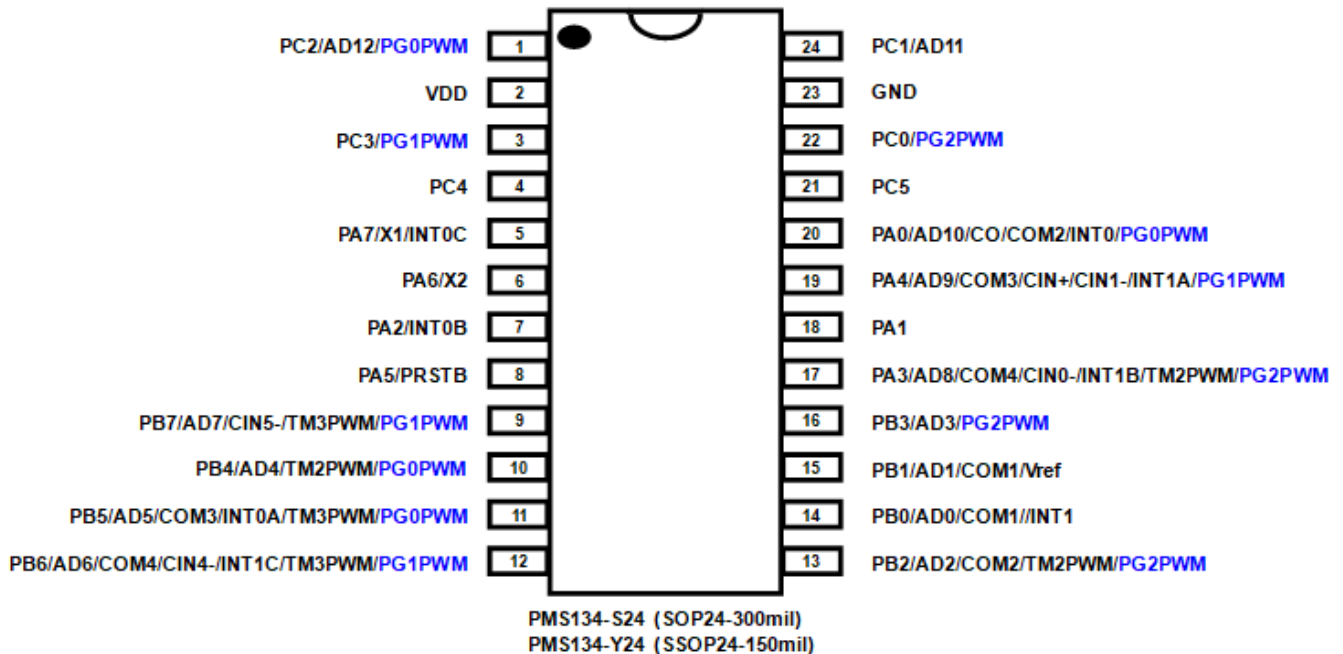 PC2/AD12/PG0PWM 1 24 PC1/AD11
VDD 2 23 GND
PC3/PG1PWM 3 22 PC0/PG2PWM
PC4 4 21 PC5
PA7/X1/INT0C 5 20 PA0/AD10/CO/COM2/INT0/PG0PWM
PA6/X2 6 19 PA4/AD9/COM3/CIN+/CIN1-/INT1A/PG1PWM
PA2/INT0B 7 18 PA1
PA5/PRSTB 8 17 PA3/AD8/COM4/CIN0-/INT1B/TM2PWM/PG2PWM
PB7/AD7/CIN5-/TM3PWM/PG1PWM 9 16 PB3/AD3/PG2PWM
PB4/AD4/TM2PWM/PG0PWM 10 15 PB1/AD1/COM1/Vref
PB5/AD5/COM3/INT0A/TM3PWM/PG0PWM 11 14 PB0/AD0/COM1//INT1
PB6/AD6/COM4/CIN4-/INT1C/TM3PWM/PG1PWM 12 13 PB2/AD2/COM2/TM2PWM/PG2PWM
PMS134-S24 (SOP24-300mil)
PMS134-Y24 (SSOP24-150mil)